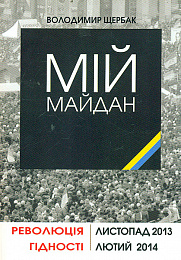 ВОЛОДИМИР ЩЕРБАК
МІЙ
МАЙДАН
РЕВОЛЮЦІЯ
ГІДНОСТІ
ЛИСТОПАД 2013
ЛЮТИЙ 2014